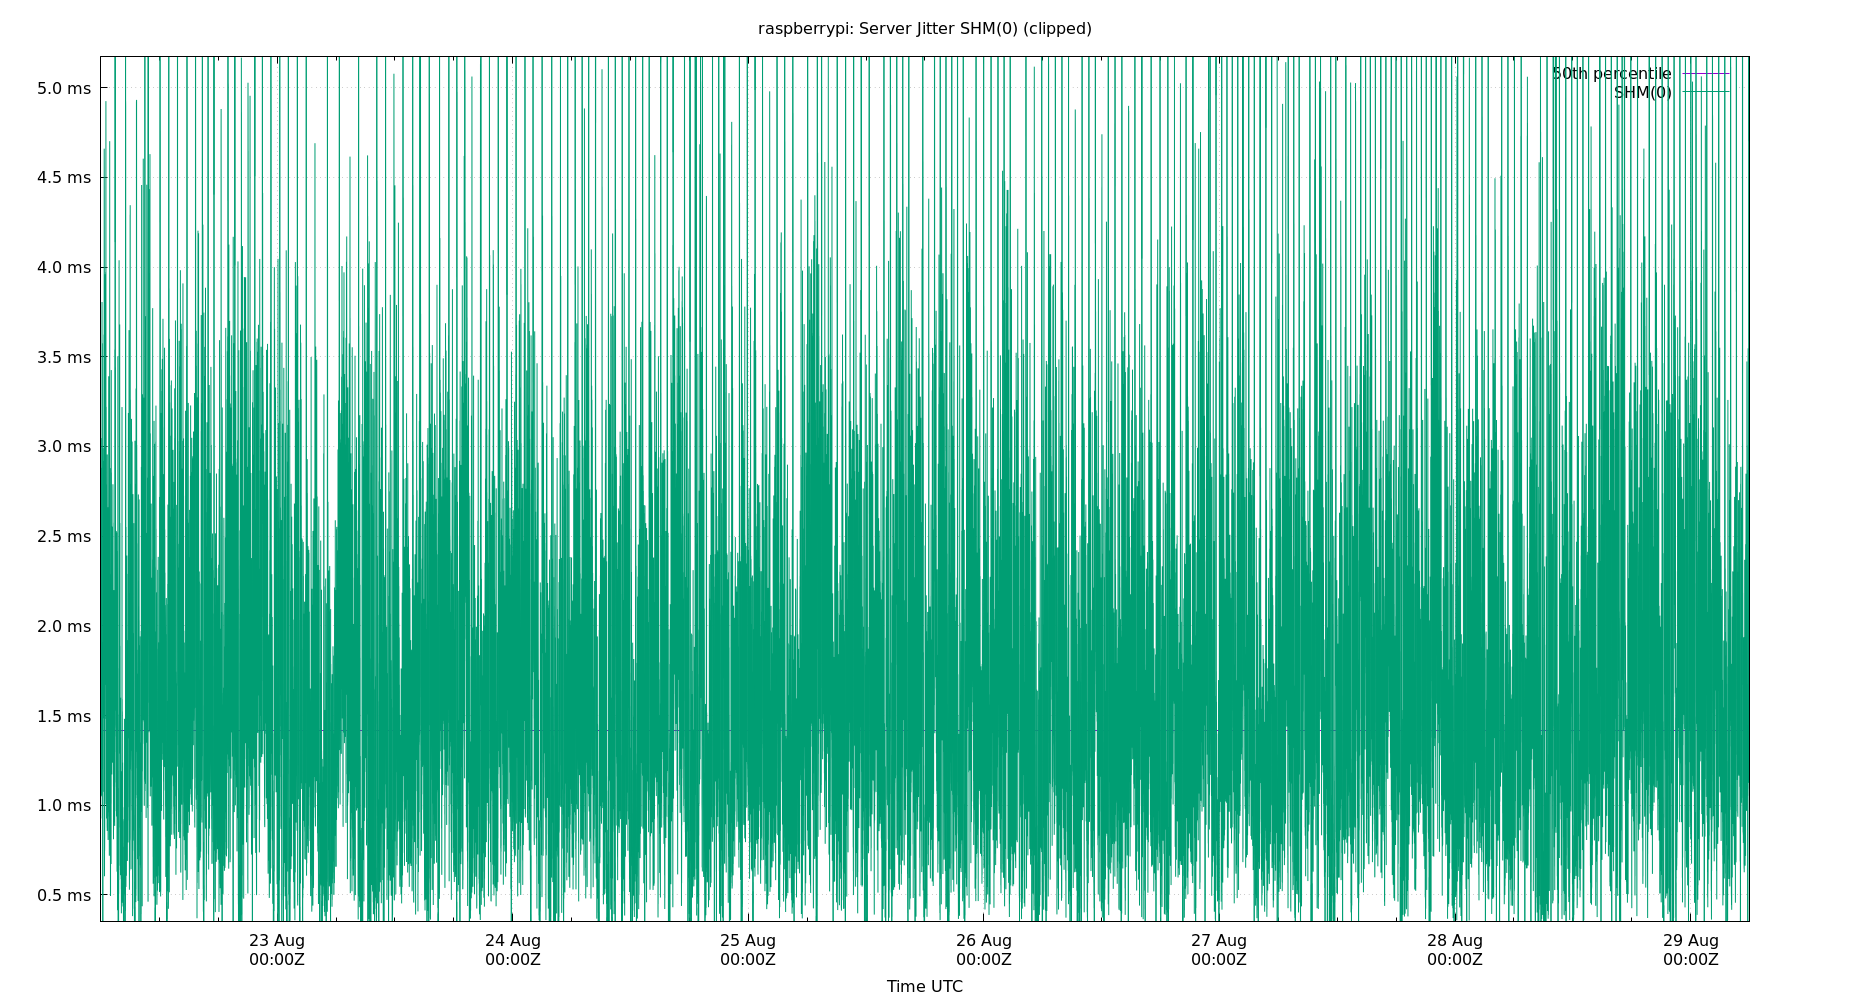 raspberrypi: Server Jitter SHM(0) (clipped)
5.0 ms
4.5 ms
4.0 ms
3.5 ms
3.0 ms
2.5 ms
2.0 ms
1.5 ms
1.0 ms
0.5 ms
50th percentile
SHM(0)
23 Aug
00:00Z
24 Aug
00:00Z
25 Aug
00:00Z
26 Aug
00:00Z
27 Aug
00:00Z
28 Aug
00:00Z
29 Aug
00:00Z
Time UTC